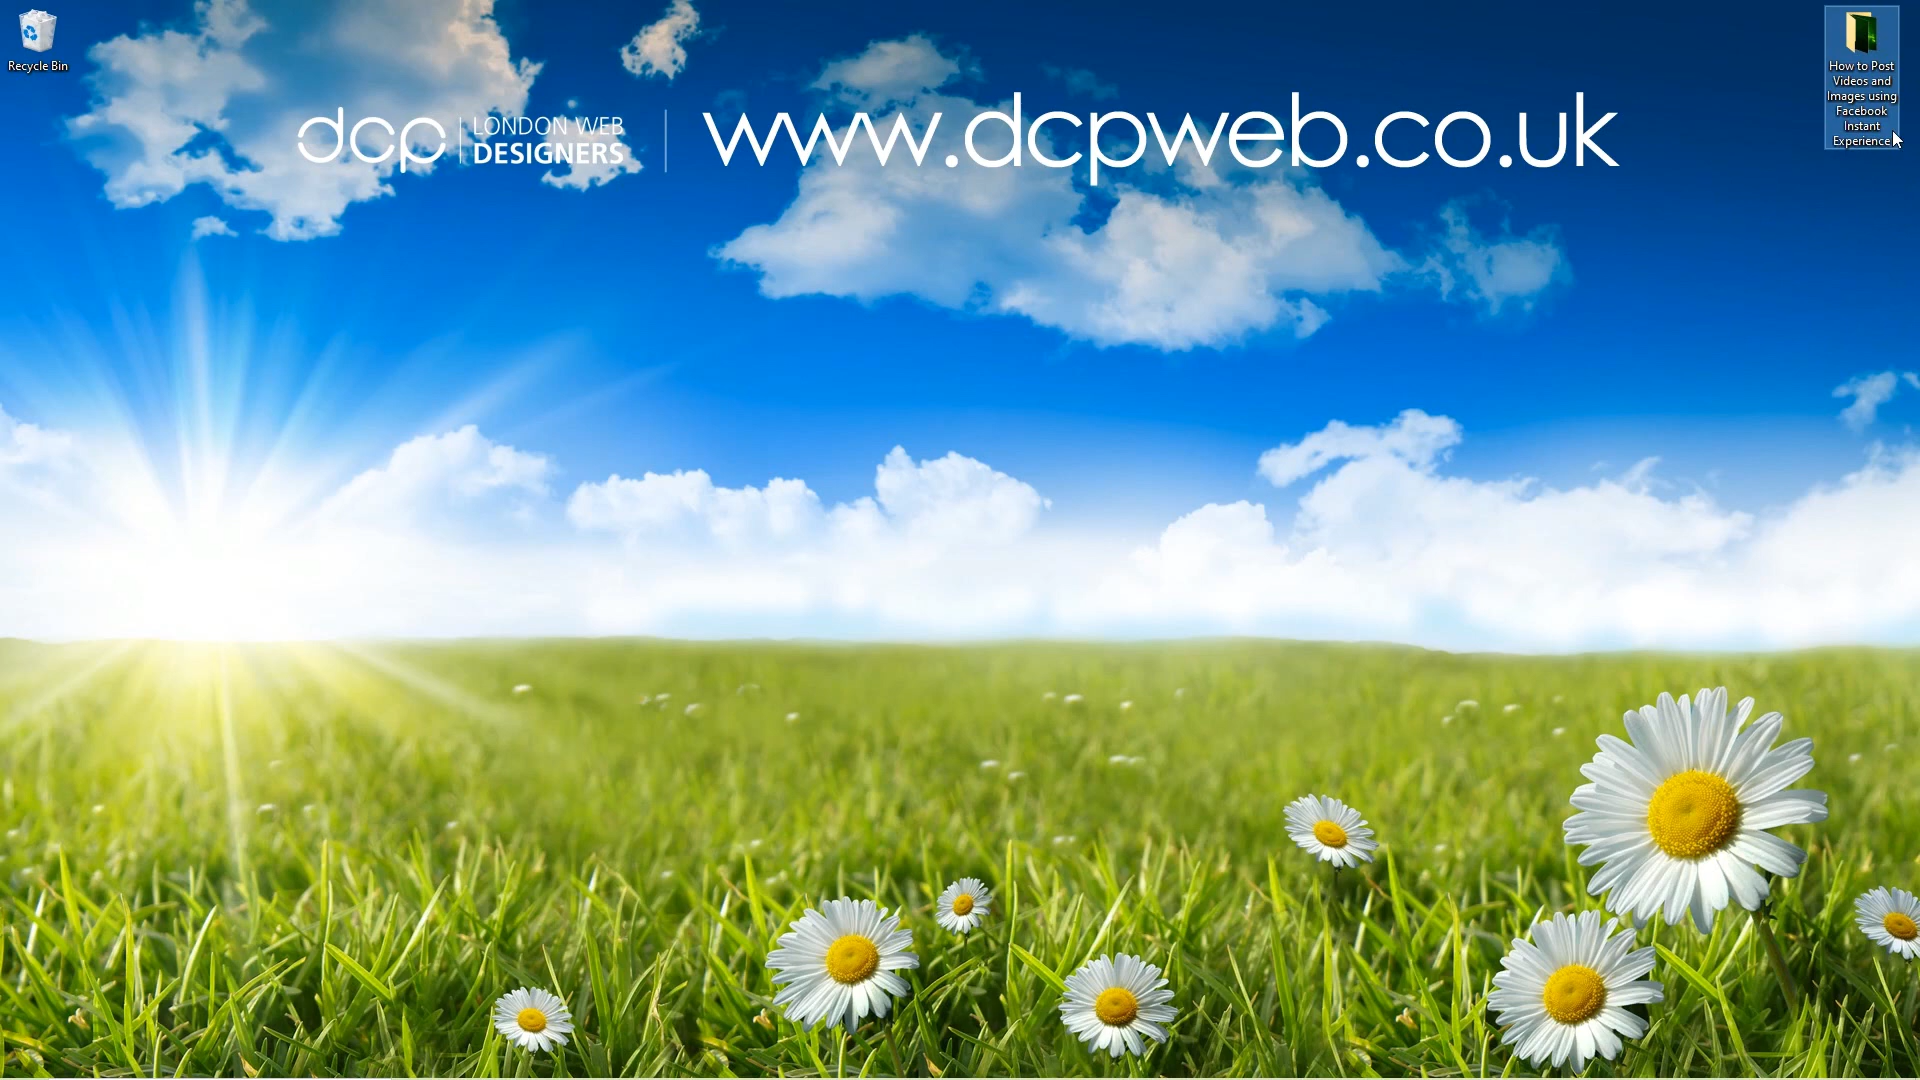 Recycle Bin
dcp
LONDON WEB
DESIGNERS
www.dcpweb.co.uk
How to Post
Videos and
Images using
Facebook
Instant
Experience